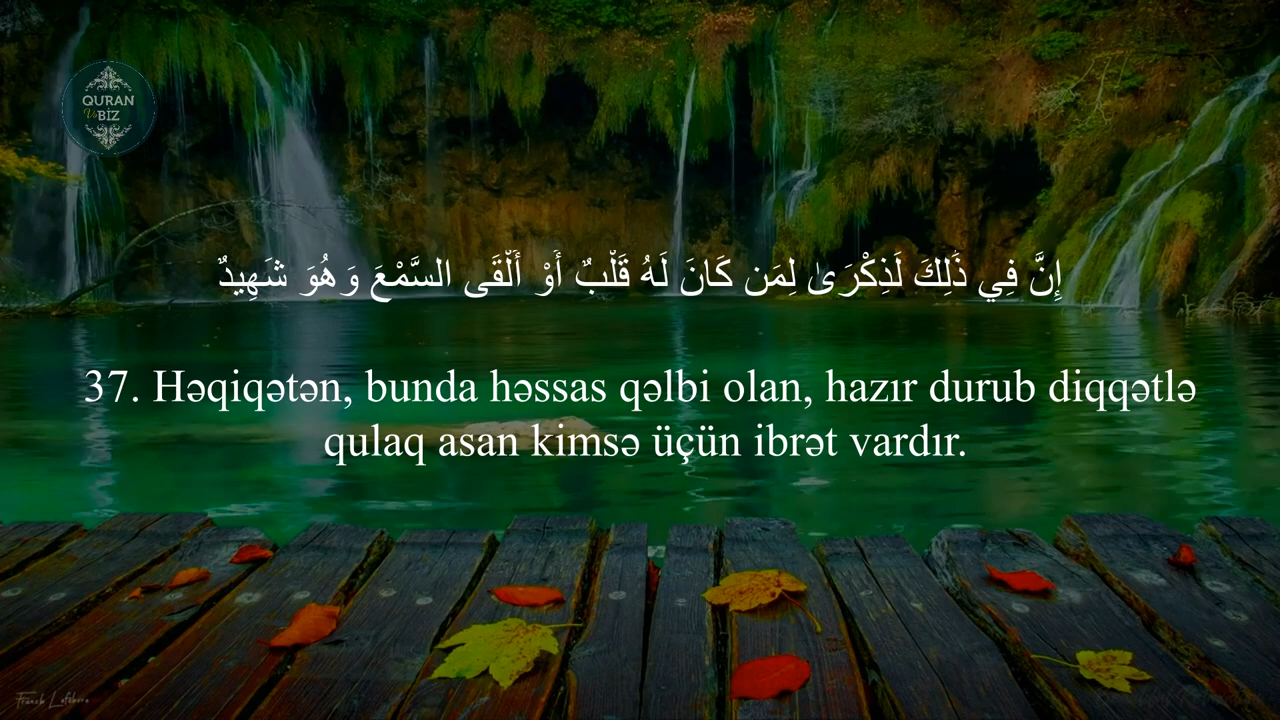 QURAN
Və BIZ
إِنَّ فِي ذَٰلِكَ لَذِكْرَىٰ لِمَن كَانَ لَهُ قَلْبٌ أَوْ أَلْقَى السَّمْعَ وَهُوَ شَهِيدٌ
37. Həqiqətən, bunda həssas qəlbi olan, hazır durub diqqətlə
qulaq asan kimsə üçün ibrət vardır.